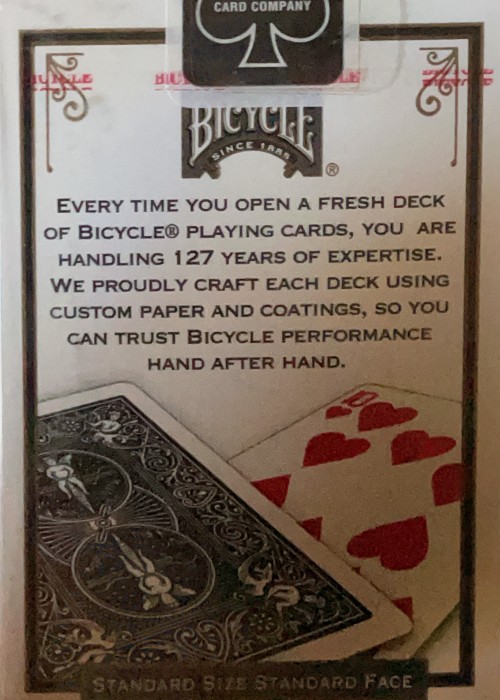 CARD COMPANY
BICYCLE
SINCE 1885
®
EVERY TIME YOU OPEN A FRESH DECK
OF BICYCLE® PLAYING CARDS, YOU ARE
HANDLING 127 YEARS OF EXPERTISE.
WE PROUDLY CRAFT EACH DECK USING
CUSTOM PAPER AND COATINGS, SO YOU
CAN TRUST BICYCLE PERFORMANCE
HAND AFTER HAND.
10
STANDARD SIZE STANDARD FACE